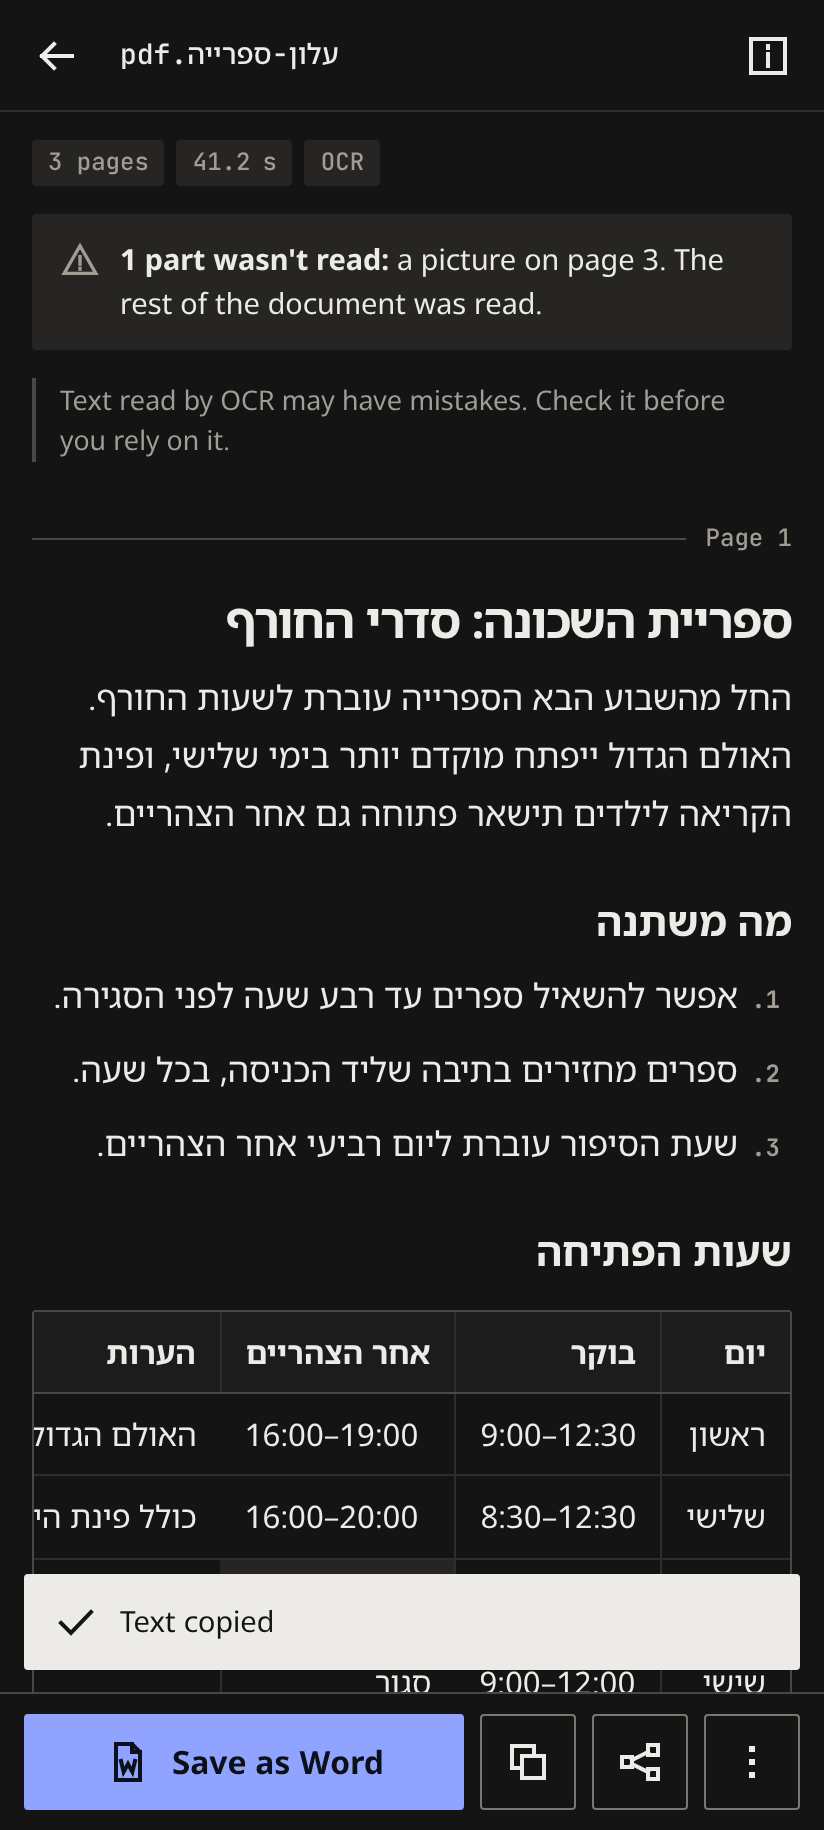 עלון-ספרייה.pdf
3 pages 41.2 s OCR
1 part wasn't read: a picture on page 3. The
rest of the document was read.
Text read by OCR may have mistakes. Check it before
you rely on it.
Page 1
ספריית השכונה: סדרי החורף
החל מהשבוע הבא הספרייה עוברת לשעות החורף.
האולם הגדול ייפתח מוקדם יותר בימי שלישי, ופינת
הקריאה לילדים תישאר פתוחה גם אחר הצהריים.
מה משתנה
1. אפשר להשאיל ספרים עד רבע שעה לפני הסגירה.
2. ספרים מחזירים בתיבה שליד הכניסה, בכל שעה.
3. שעת הסיפור עוברת ליום רביעי אחר הצהריים.
שעות הפתיחה
יום בוקר אחר הצהריים הערות
ראשון 9:00–12:30 16:00–19:00 האולם הגדול
שלישי 8:30–12:30 16:00–20:00 כולל פינת
Text copied
שישי 9:00–12:00 סגור
Save as Word